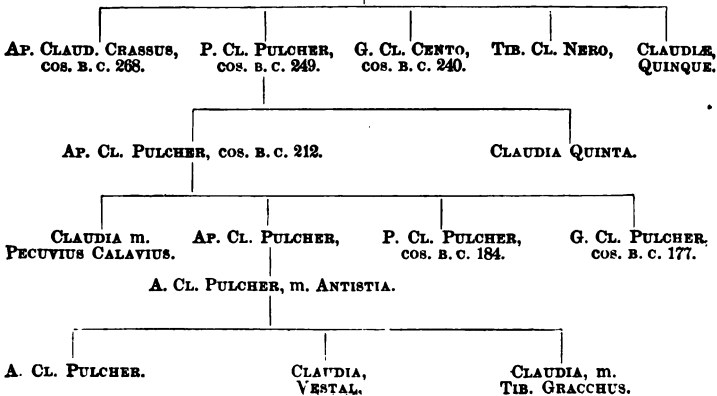 Ap. Claud. Crassus, P. Cl. Pulcher, G. Cl. Cento, Tib. Cl. Nero, Claudiæ,
cos. B. C. 268. cos. B. C. 249. cos. B. C. 240. Quinque.
Ap. Cl. Pulcher, cos. B. C. 212. Claudia Quinta.
Claudia m. Ap. Cl. Pulcher, P. Cl. Pulcher, G. Cl. Pulcher,
Pecuvius Calavius. cos. B. C. 184. cos. B. C. 177.
A. Cl. Pulcher, m. Antistia.
A. Cl. Pulcher. Claudia, Claudia, m.
Vestal, Tib. Gracchus.